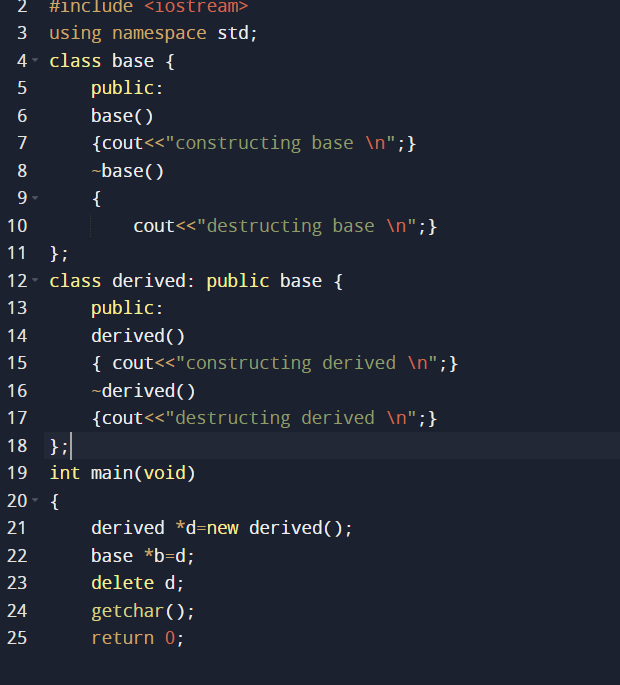 2 #include <iostream>
3 using namespace std;
4 class base {
5 public:
6 base()
7 {cout<<"constructing base \n";}
8 ~base()
9 {
10 cout<<"destructing base \n";}
11 };
12 class derived: public base {
13 public:
14 derived()
15 { cout<<"constructing derived \n";}
16 ~derived()
17 {cout<<"destructing derived \n";}
18 };
19 int main(void)
20 {
21 derived *d=new derived();
22 base *b=d;
23 delete d;
24 getchar();
25 return 0;